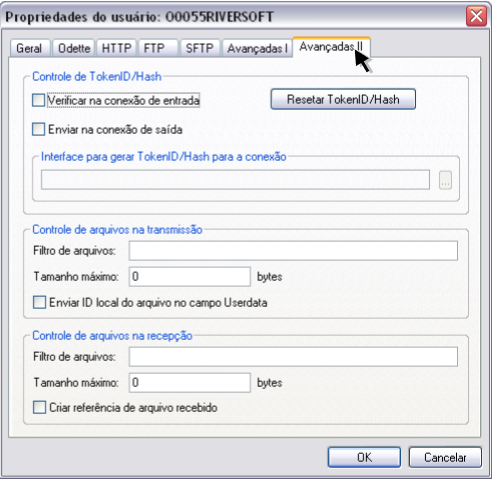 Propriedades do usuário: O0055RIVERSOFT
Geral Odette HTTP FTP SFTP Avançadas I Avançadas II
Controle de TokenID/Hash
Verificar na conexão de entrada Resetar TokenID/Hash
Enviar na conexão de saída
Interface para gerar TokenID/Hash para a conexão
...
Controle de arquivos na transmissão
Filtro de arquivos:
Tamanho máximo: 0 bytes
Enviar ID local do arquivo no campo Userdata
Controle de arquivos na recepção
Filtro de arquivos:
Tamanho máximo: 0 bytes
Criar referência de arquivo recebido
OK Cancelar